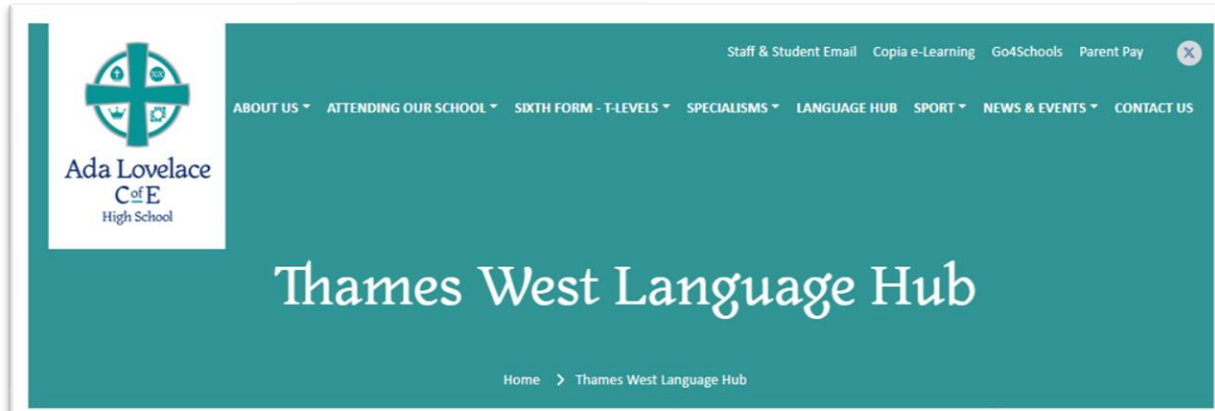 Staff & Student Email Copia e-Learning Go4Schools Parent Pay X
ABOUT US ATTENDING OUR SCHOOL SIXTH FORM - T-LEVELS SPECIALISMS LANGUAGE HUB SPORT NEWS & EVENTS CONTACT US
Ada Lovelace
C of E
High School
Thames West Language Hub
Home > Thames West Language Hub